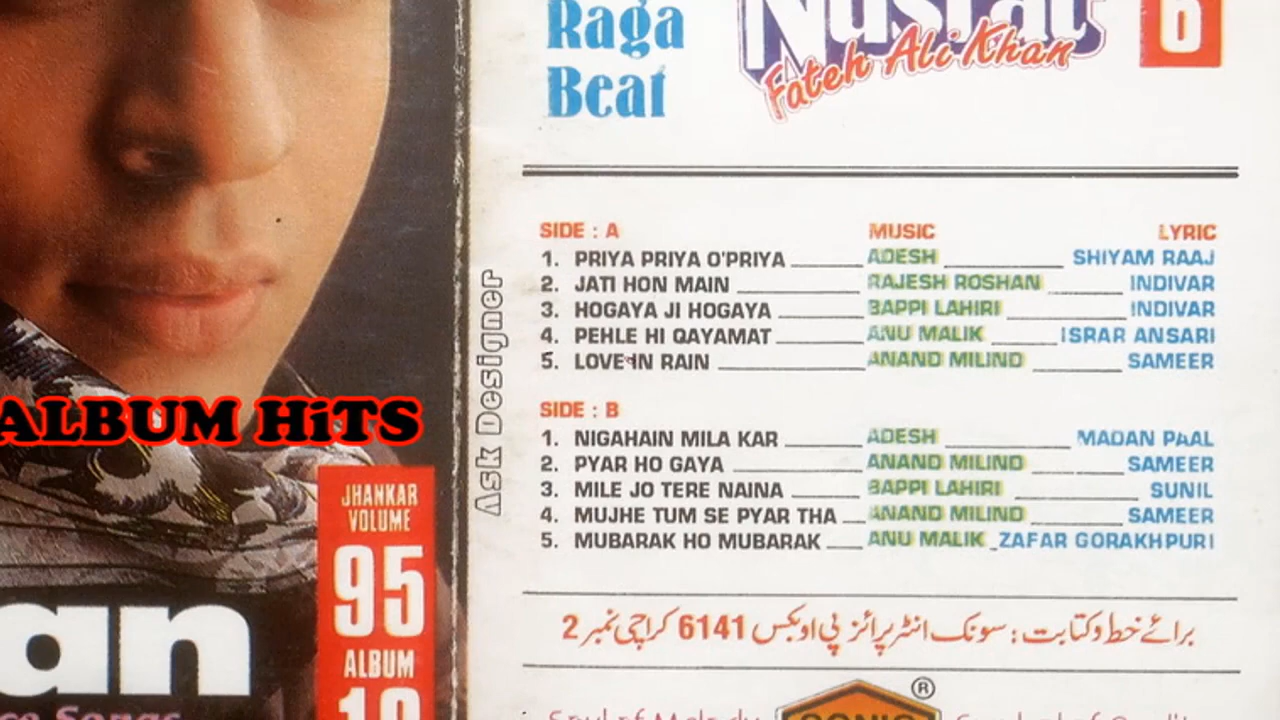 Raga
Beat
Nusrat
Fateh Ali Khan
6
SIDE : A MUSIC LYRIC
1. PRIYA PRIYA O'PRIYA ADESH SHIYAM RAAJ
2. JATI HON MAIN RAJESH ROSHAN INDIVAR
3. HOGAYA JI HOGAYA BAPPI LAHIRI INDIVAR
4. PEHLE HI QAYAMAT ANU MALIK ISRAR ANSARI
5. LOVE IN RAIN ANAND MILIND SAMEER
SIDE : B
1. NIGAHAIN MILA KAR ADESH MADAN PAAL
2. PYAR HO GAYA ANAND MILIND SAMEER
3. MILE JO TERE NAINA BAPPI LAHIRI SUNIL
4. MUJHE TUM SE PYAR THA ANAND MILIND SAMEER
5. MUBARAK HO MUBARAK ANU MALIK ZAFAR GORAKHPURI
برائے خط و کتابت : سونک انٹرپرائز پی او بکس 6141 کراچی نمبر 2
®
SONIC
Ask Designer
ALBUM HiTS
JHANKAR
VOLUME
95
ALBUM
an
Songs